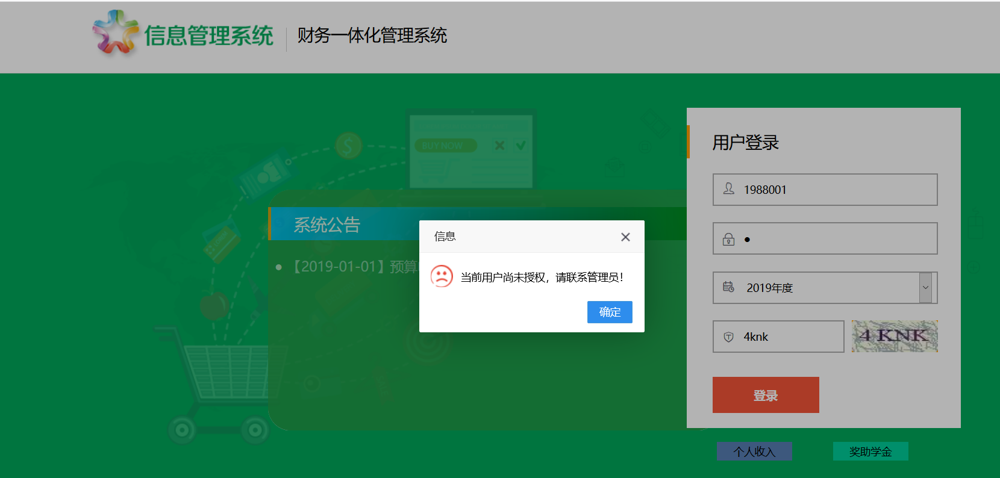 信息管理系统
财务一体化管理系统
BUY NOW
用户登录
1988001
系统公告
信息
【2019-01-01】预算
当前用户尚未授权，请联系管理员！
2019年度
确定
4knk
4 KNK
登录
个人收入
奖助学金